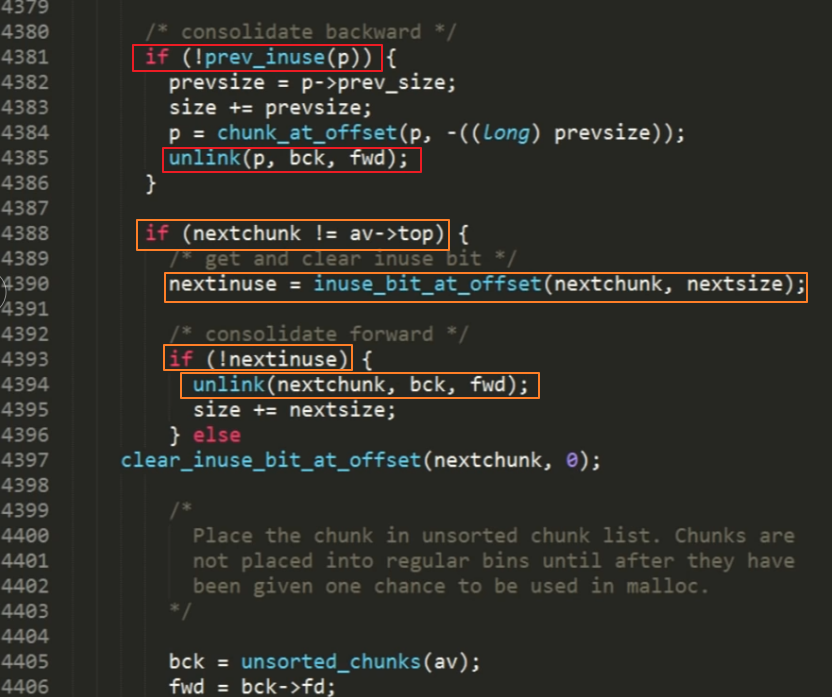 4379
4380 /* consolidate backward */
4381 if (!prev_inuse(p)) {
4382 prevsize = p->prev_size;
4383 size += prevsize;
4384 p = chunk_at_offset(p, -((long) prevsize));
4385 unlink(p, bck, fwd);
4386 }
4387
4388 if (nextchunk != av->top) {
4389 /* get and clear inuse bit */
4390 nextinuse = inuse_bit_at_offset(nextchunk, nextsize);
4391
4392 /* consolidate forward */
4393 if (!nextinuse) {
4394 unlink(nextchunk, bck, fwd);
4395 size += nextsize;
4396 } else
4397 clear_inuse_bit_at_offset(nextchunk, 0);
4398
4399 /*
4400 Place the chunk in unsorted chunk list. Chunks are
4401 not placed into regular bins until after they have
4402 been given one chance to be used in malloc.
4403 */
4404
4405 bck = unsorted_chunks(av);
4406 fwd = bck->fd;